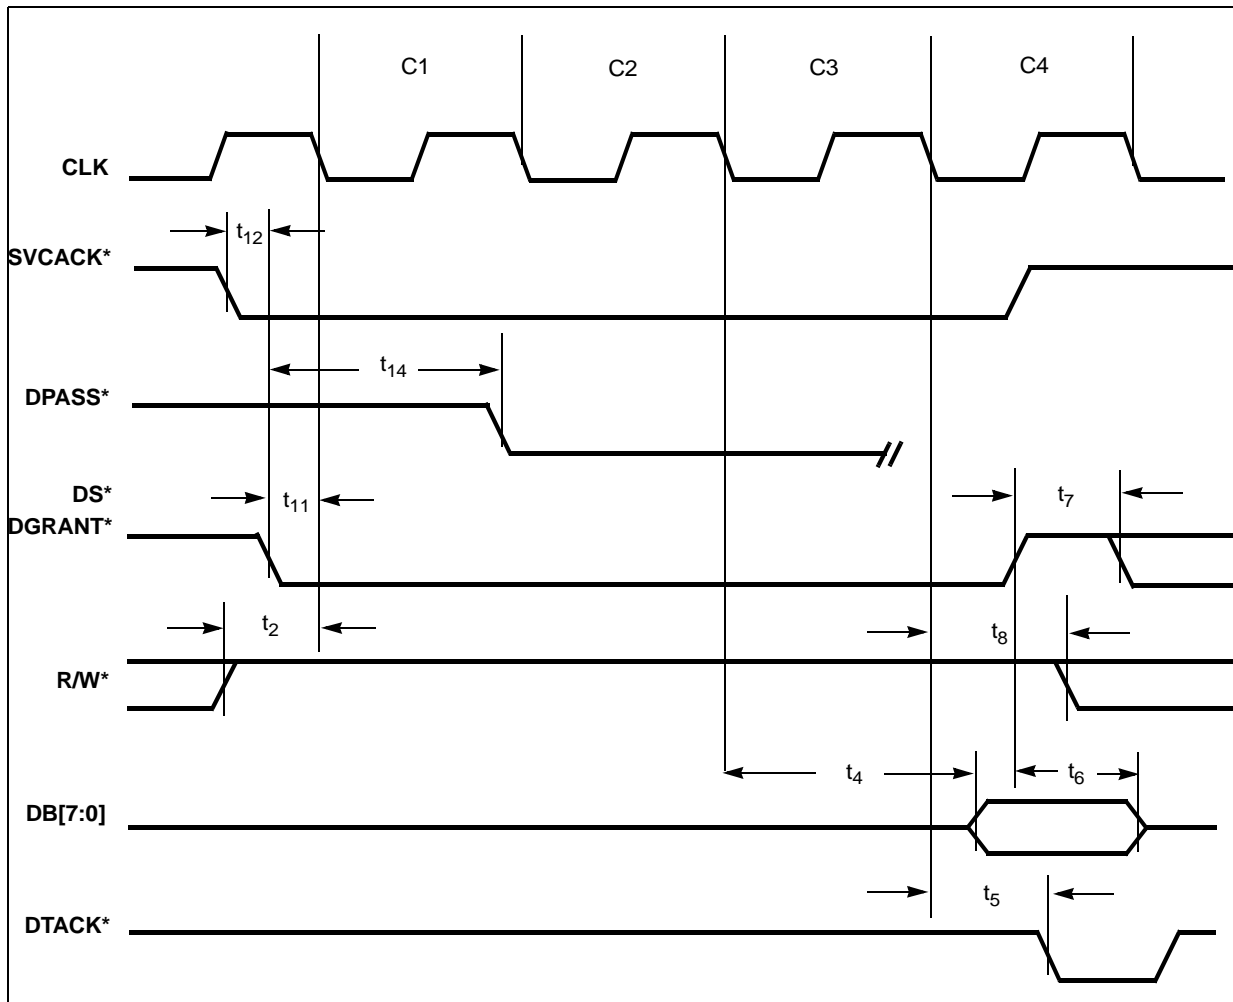 C1 C2 C3 C4
CLK
t12
SVCACK*
t14
DPASS*
DS*
t11
t7
DGRANT*
t2
t8
R/W*
t4
t6
DB[7:0]
t5
DTACK*